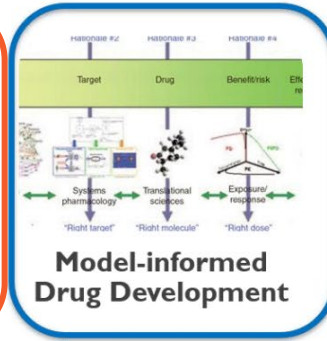 Rationale #2 Rationale #3 Rationale #4
Target Drug Benefit/risk
PK
Systems pharmacology Translational sciences Exposure/ response
"Right target" "Right molecule" "Right dose"
Model-informed
Drug Development